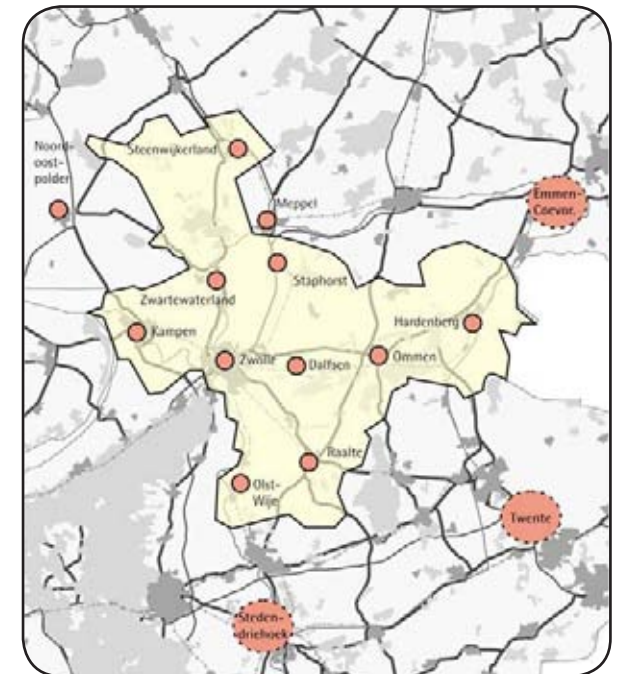 Steenwijkerland
Noord-
oost-
polder
Emmen-
Coevor.
Meppel
Staphorst
Zwartewaterland
Hardenberg
Kampen
Zwolle
Dalfsen
Ommen
Raalte
Olst-
Wije
Twente
Steden-
driehoek